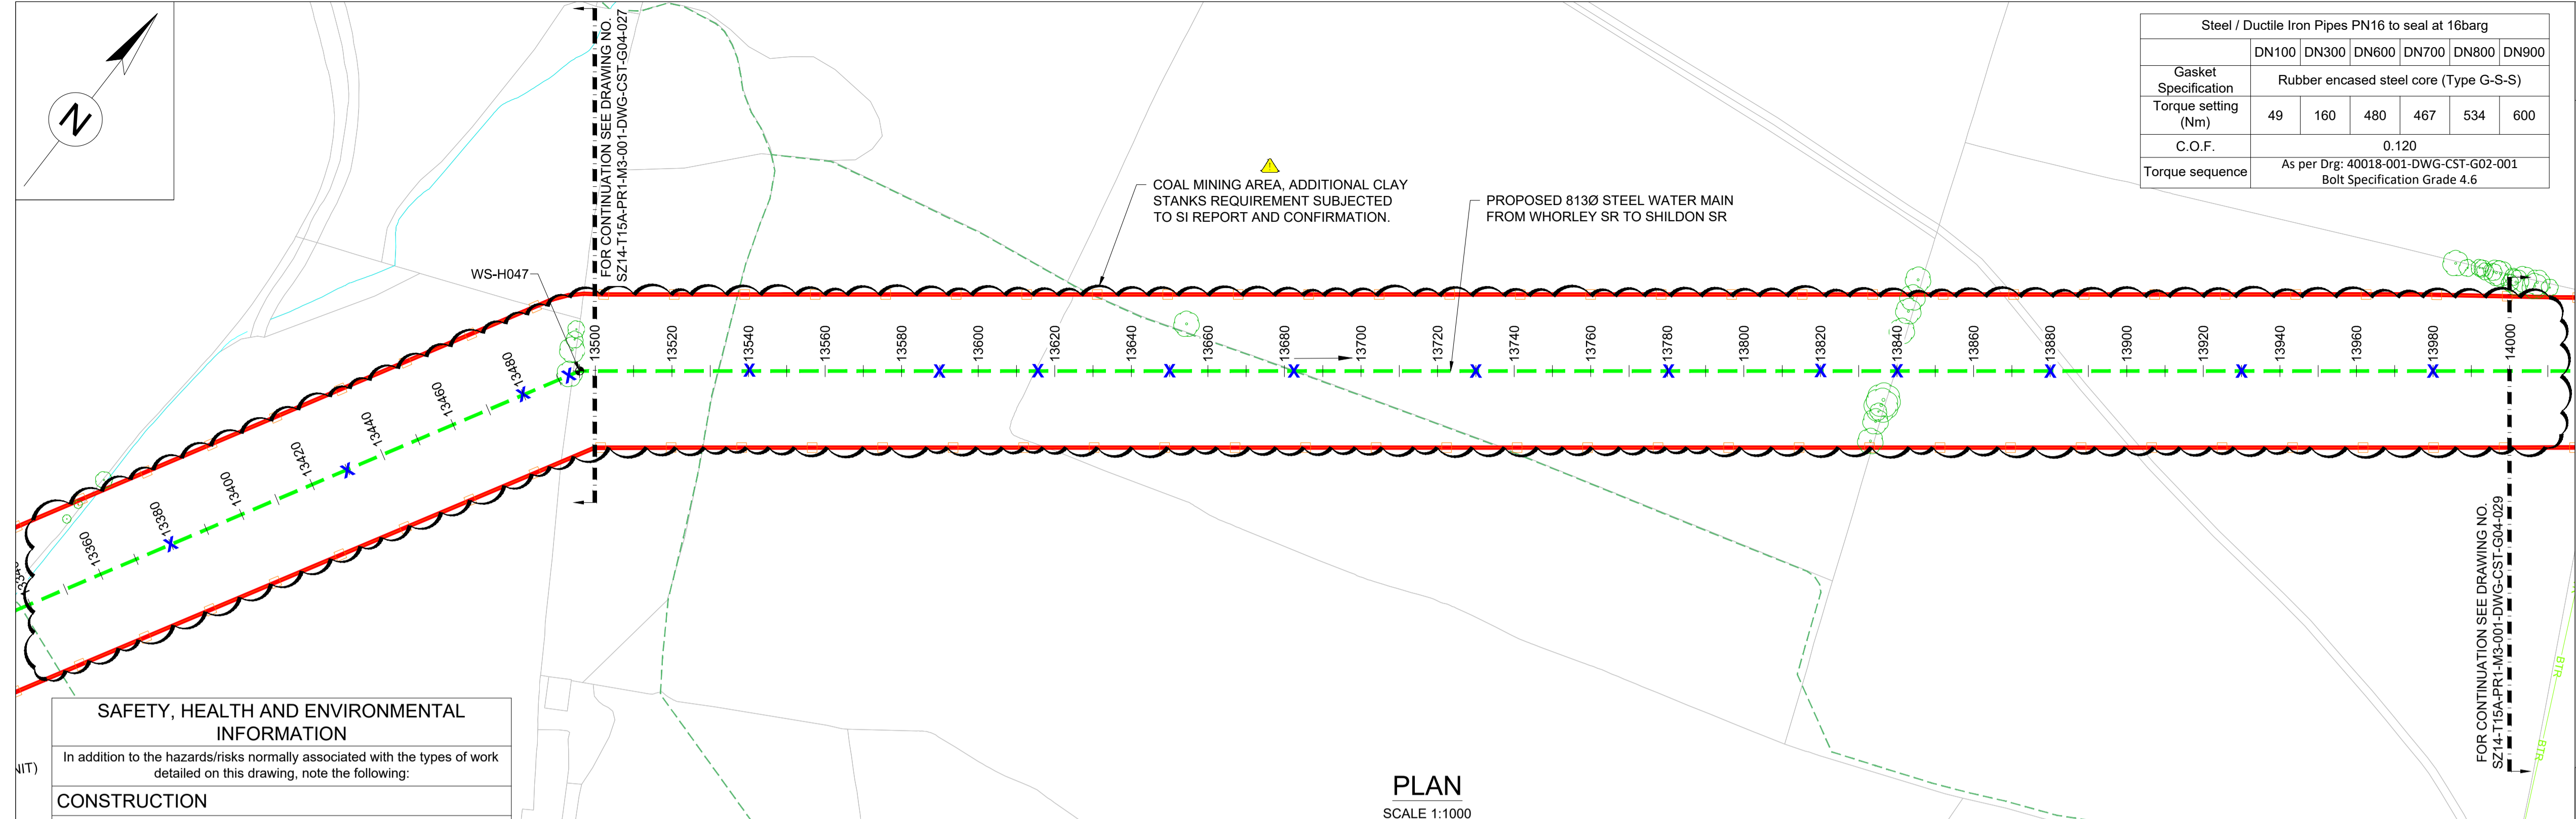 N
FOR CONTINUATION SEE DRAWING NO.
SZ14-T15A-PR1-M3-001-DWG-CST-G04-027
Steel / Ductile Iron Pipes PN16 to seal at 16barg
DN100 DN300 DN600 DN700 DN800 DN900
Gasket
Specification
Rubber encased steel core (Type G-S-S)
Torque setting
(Nm)
49 160 480 467 534 600
C.O.F. 0.120
Torque sequence
As per Drg: 40018-001-DWG-CST-G02-001
Bolt Specification Grade 4.6
COAL MINING AREA, ADDITIONAL CLAY
STANKS REQUIREMENT SUBJECTED
TO SI REPORT AND CONFIRMATION.
PROPOSED 813Ø STEEL WATER MAIN
FROM WHORLEY SR TO SHILDON SR
WS-H047
13360
13380
13400
13420
13440
13460
13480
13500
13520
13540
13560
13580
13600
13620
13640
13660
13680
13700
13720
13740
13760
13780
13800
13820
13840
13860
13880
13900
13920
13940
13960
13980
14000
X X X X X X X X X X X X X X X X X
FOR CONTINUATION SEE DRAWING NO.
SZ14-T15A-PR1-M3-001-DWG-CST-G04-029
BTR
BTR
SAFETY, HEALTH AND ENVIRONMENTAL
INFORMATION
In addition to the hazards/risks normally associated with the types of work
detailed on this drawing, note the following:
CONSTRUCTION
NIT)
PLAN
SCALE 1:1000